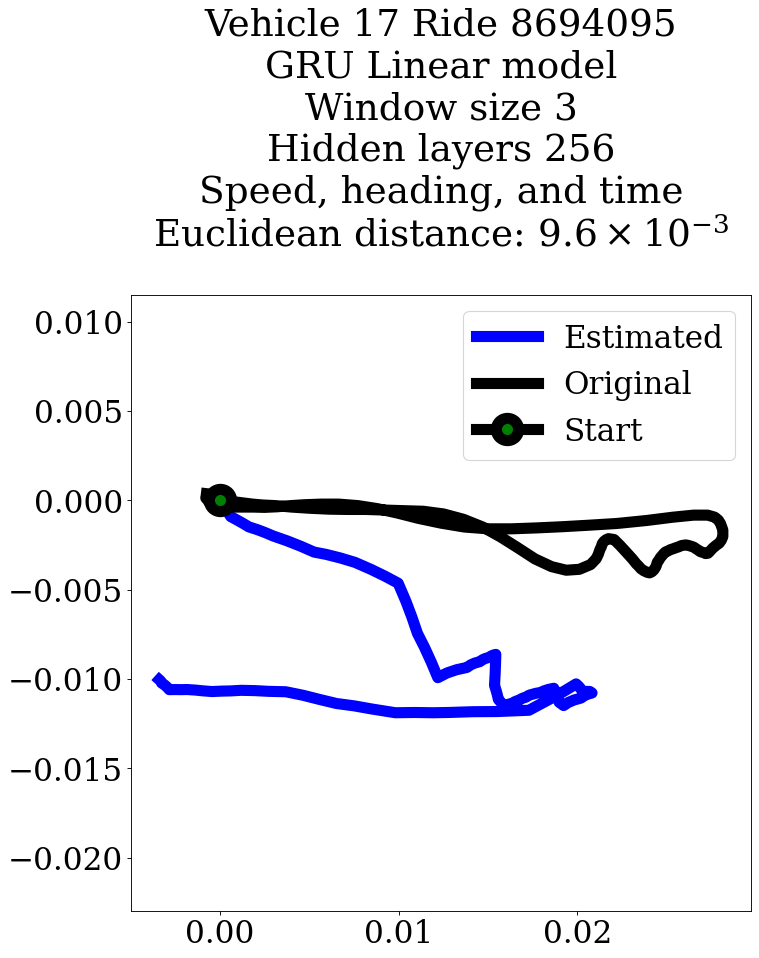 Vehicle 17 Ride 8694095
GRU Linear model
Window size 3
Hidden layers 256
Speed, heading, and time
Euclidean distance: 9.6 × 10⁻³
0.010
0.005
0.000
−0.005
−0.010
−0.015
−0.020
Estimated
Original
Start
0.00 0.01 0.02